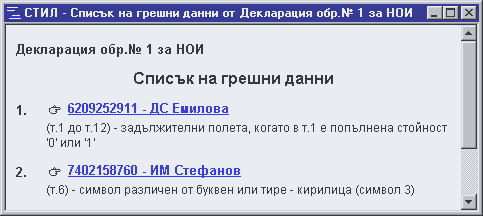 СТИЛ - Списък на грешни данни от Декларация обр.№ 1 за НОИ
Декларация обр.№ 1 за НОИ
Списък на грешни данни
1. 6209252911 - ДС Ешилова
(т.1 до т.12) - задължителни полета, когато в т.1 е попълнена стойност
'0' или '1'
2. 7402158760 - ИМ Стефанов
(т.6) - символ различен от буквен или тире - кирилица (символ 3)